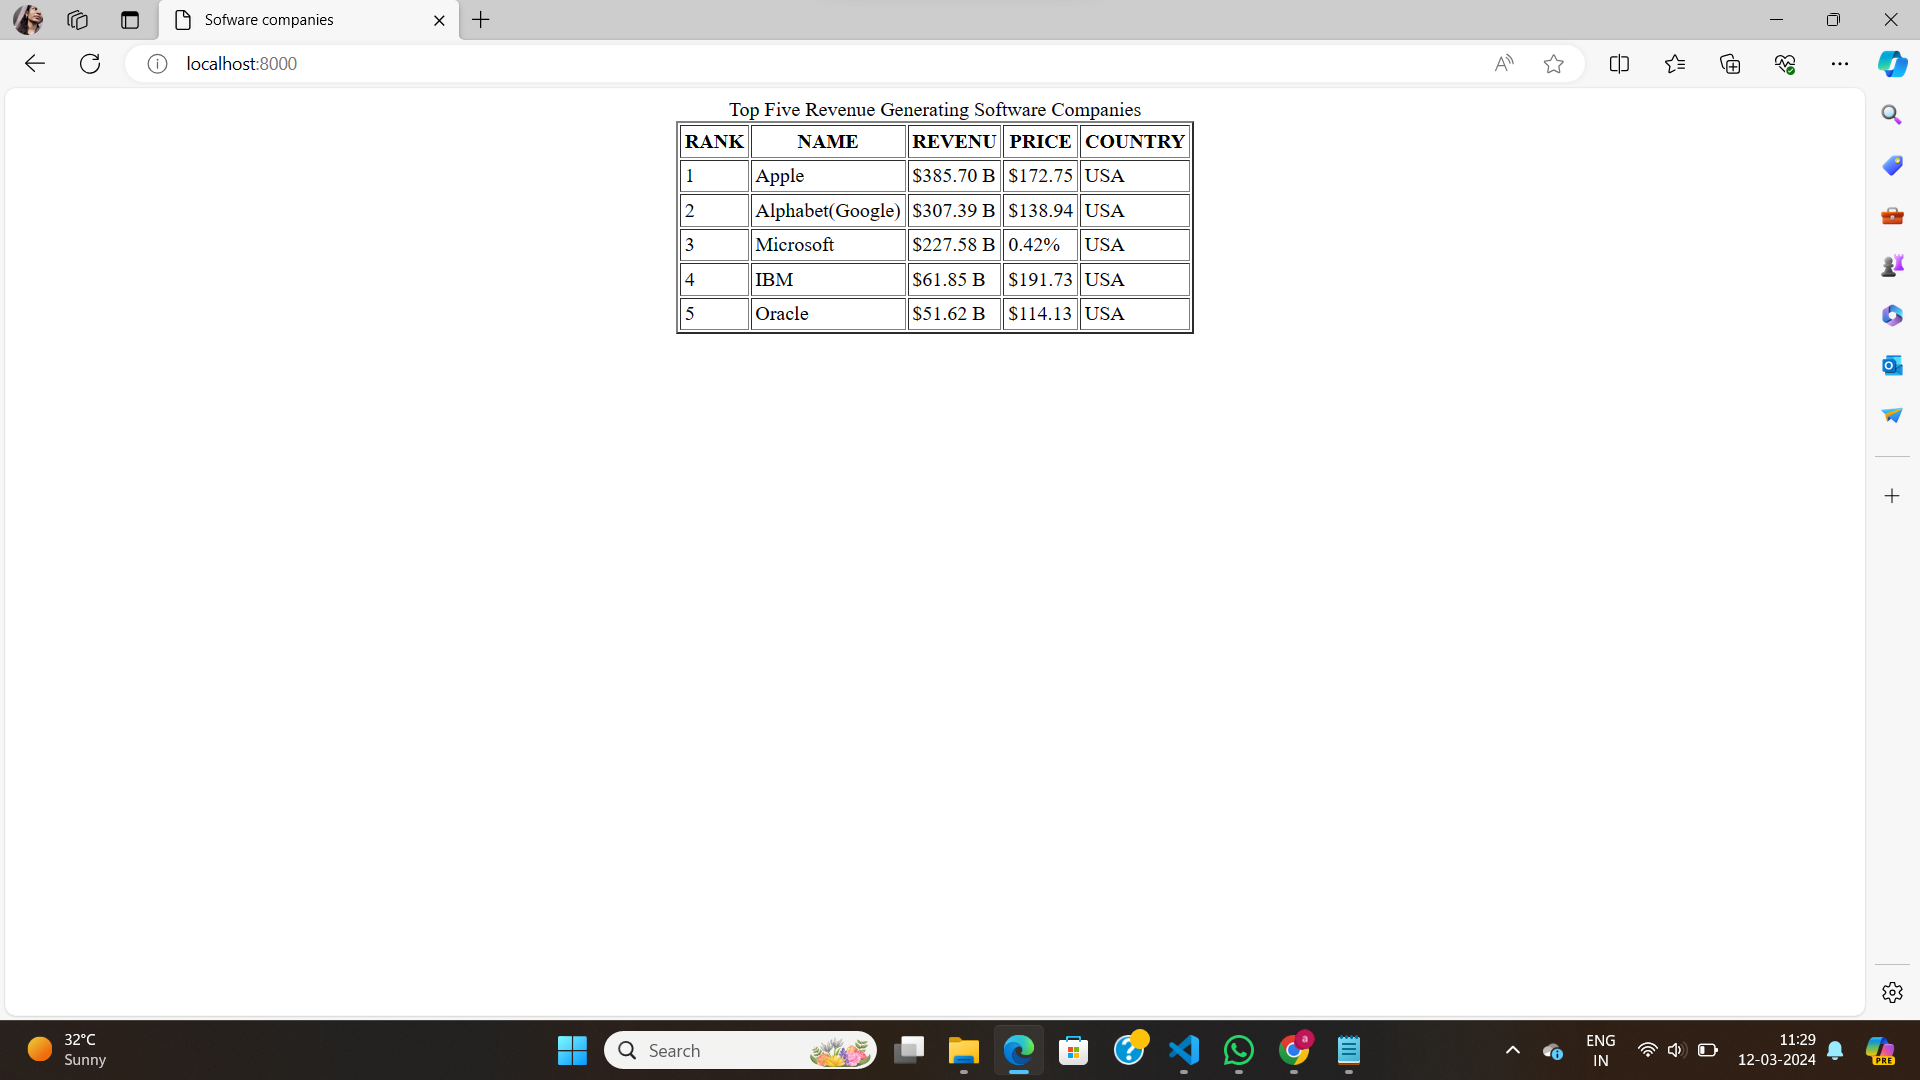 Sofware companies
localhost:8000
Top Five Revenue Generating Software Companies
RANK NAME REVENU PRICE COUNTRY
1 Apple $385.70 B $172.75 USA
2 Alphabet(Google) $307.39 B $138.94 USA
3 Microsoft $227.58 B 0.42% USA
4 IBM $61.85 B $191.73 USA
5 Oracle $51.62 B $114.13 USA
32°C
Sunny
Search
a
ENG
IN
11:29
12-03-2024
PRE